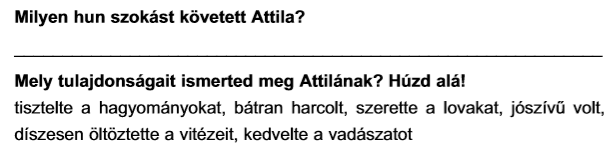 Milyen hun szokást követett Attila?
Mely tulajdonságait ismerted meg Attilának? Húzd alá!
tisztelte a hagyományokat, bátran harcolt, szerette a lovakat, jószívű volt,
díszesen öltöztette a vitézeit, kedvelte a vadászatot